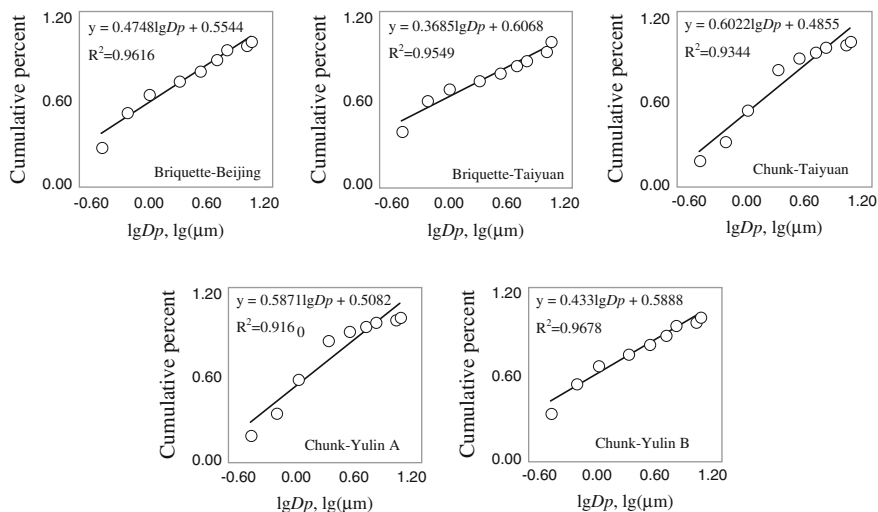 1.20
y = 0.4748lgDp + 0.5544
R²=0.9616
0.60
0.00
Cumulative percent
Briquette-Beijing
-0.60 0.00 0.60 1.20
lgDp, lg(μm)
1.20
y = 0.3685lgDp + 0.6068
R²=0.9549
0.60
0.00
Cumulative percent
Briquette-Taiyuan
-0.60 0.00 0.60 1.20
lgDp, lg(μm)
1.20
y = 0.6022lgDp + 0.4855
R²=0.9344
0.60
0.00
Cumulative percent
Chunk-Taiyuan
-0.60 0.00 0.60 1.20
lgDp, lg(μm)
1.20
y = 0.5871lgDp + 0.5082
R²=0.9160
0.60
0.00
Cumulative percent
Chunk-Yulin A
-0.60 0.00 0.60 1.20
lgDp, lg(μm)
1.20
y = 0.433lgDp + 0.5888
R²=0.9678
0.60
0.00
Cumulative percent
Chunk-Yulin B
-0.60 0.00 0.60 1.20
lgDp, lg(μm)